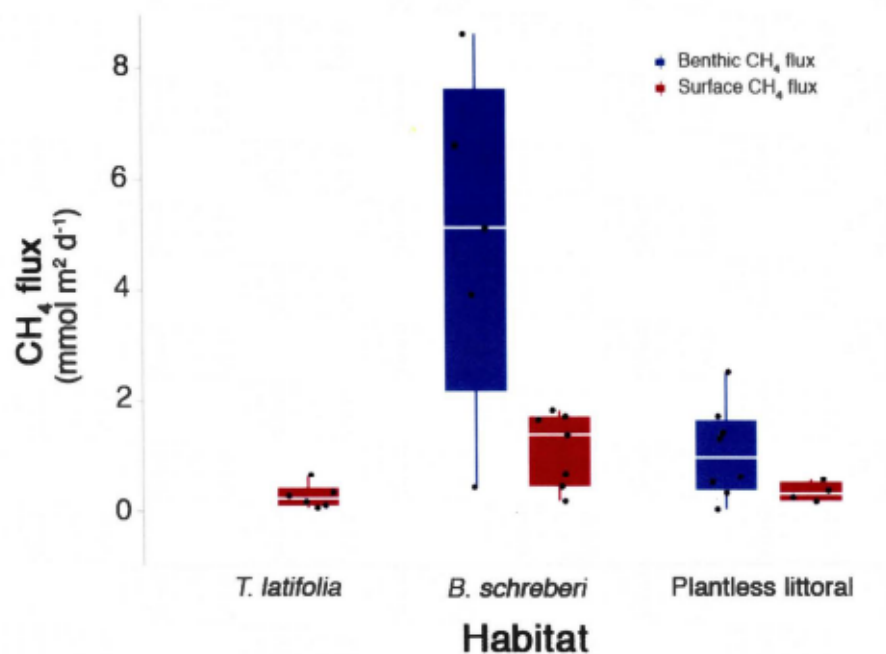 Benthic CH₄ flux
Surface CH₄ flux
CH₄ flux
(mmol m² d⁻¹)
8
6
4
2
0
T. latifolia
B. schreberi
Plantless littoral
Habitat